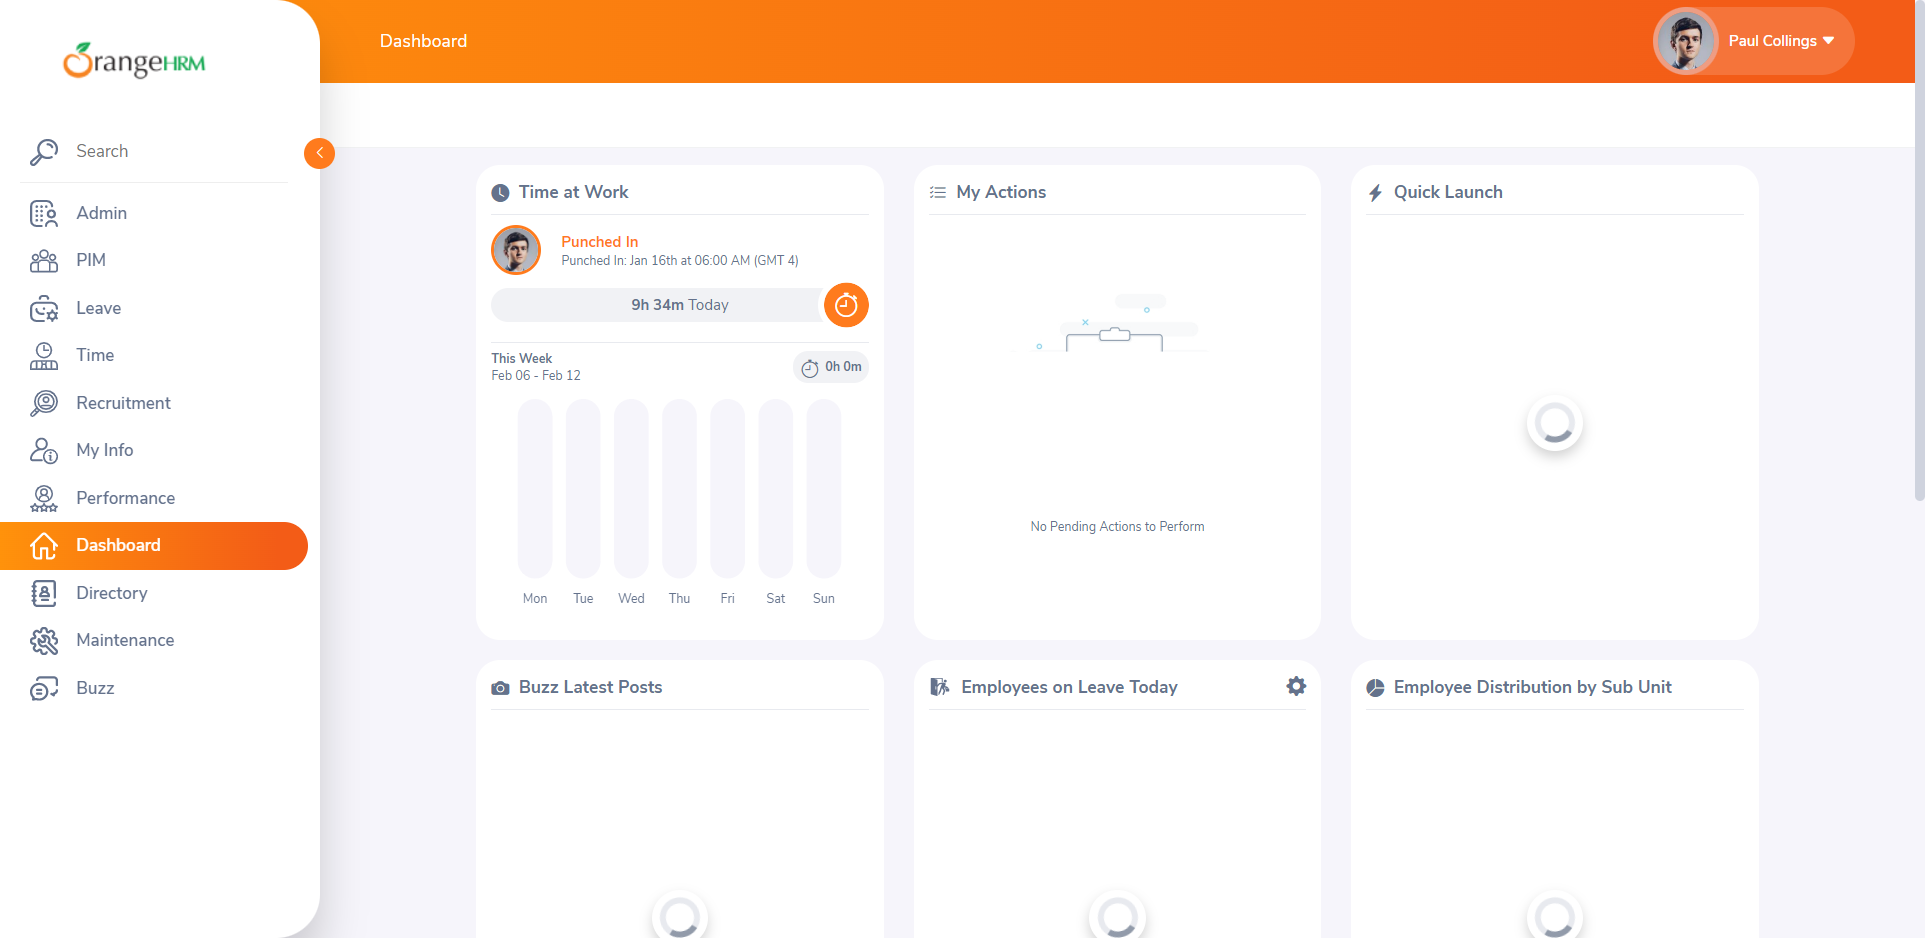 OrangeHRM
Dashboard
Paul Collings
Search
Admin
PIM
Leave
Time
Recruitment
My Info
Performance
Dashboard
Directory
Maintenance
Buzz
Time at Work
Punched In
Punched In: Jan 16th at 06:00 AM (GMT 4)
9h 34m Today
This Week
Feb 06 - Feb 12
0h 0m
Mon Tue Wed Thu Fri Sat Sun
My Actions
No Pending Actions to Perform
Quick Launch
Buzz Latest Posts
Employees on Leave Today
Employee Distribution by Sub Unit